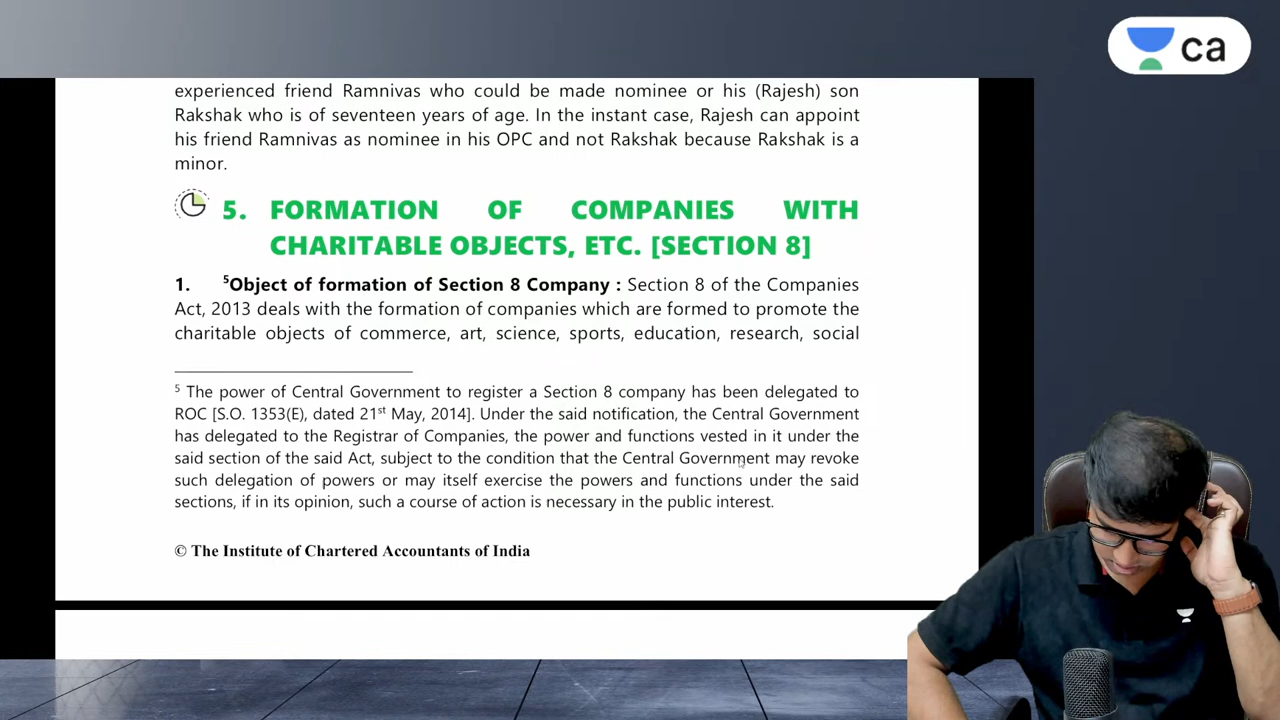 ca
experienced friend Ramnivas who could be made nominee or his (Rajesh) son
Rakshak who is of seventeen years of age. In the instant case, Rajesh can appoint
his friend Ramnivas as nominee in his OPC and not Rakshak because Rakshak is a
minor.
5. FORMATION OF COMPANIES WITH
CHARITABLE OBJECTS, ETC. [SECTION 8]
1. ⁵Object of formation of Section 8 Company : Section 8 of the Companies
Act, 2013 deals with the formation of companies which are formed to promote the
charitable objects of commerce, art, science, sports, education, research, social
⁵ The power of Central Government to register a Section 8 company has been delegated to
ROC [S.O. 1353(E), dated 21st May, 2014]. Under the said notification, the Central Government
has delegated to the Registrar of Companies, the power and functions vested in it under the
said section of the said Act, subject to the condition that the Central Government may revoke
such delegation of powers or may itself exercise the powers and functions under the said
sections, if in its opinion, such a course of action is necessary in the public interest.
© The Institute of Chartered Accountants of India